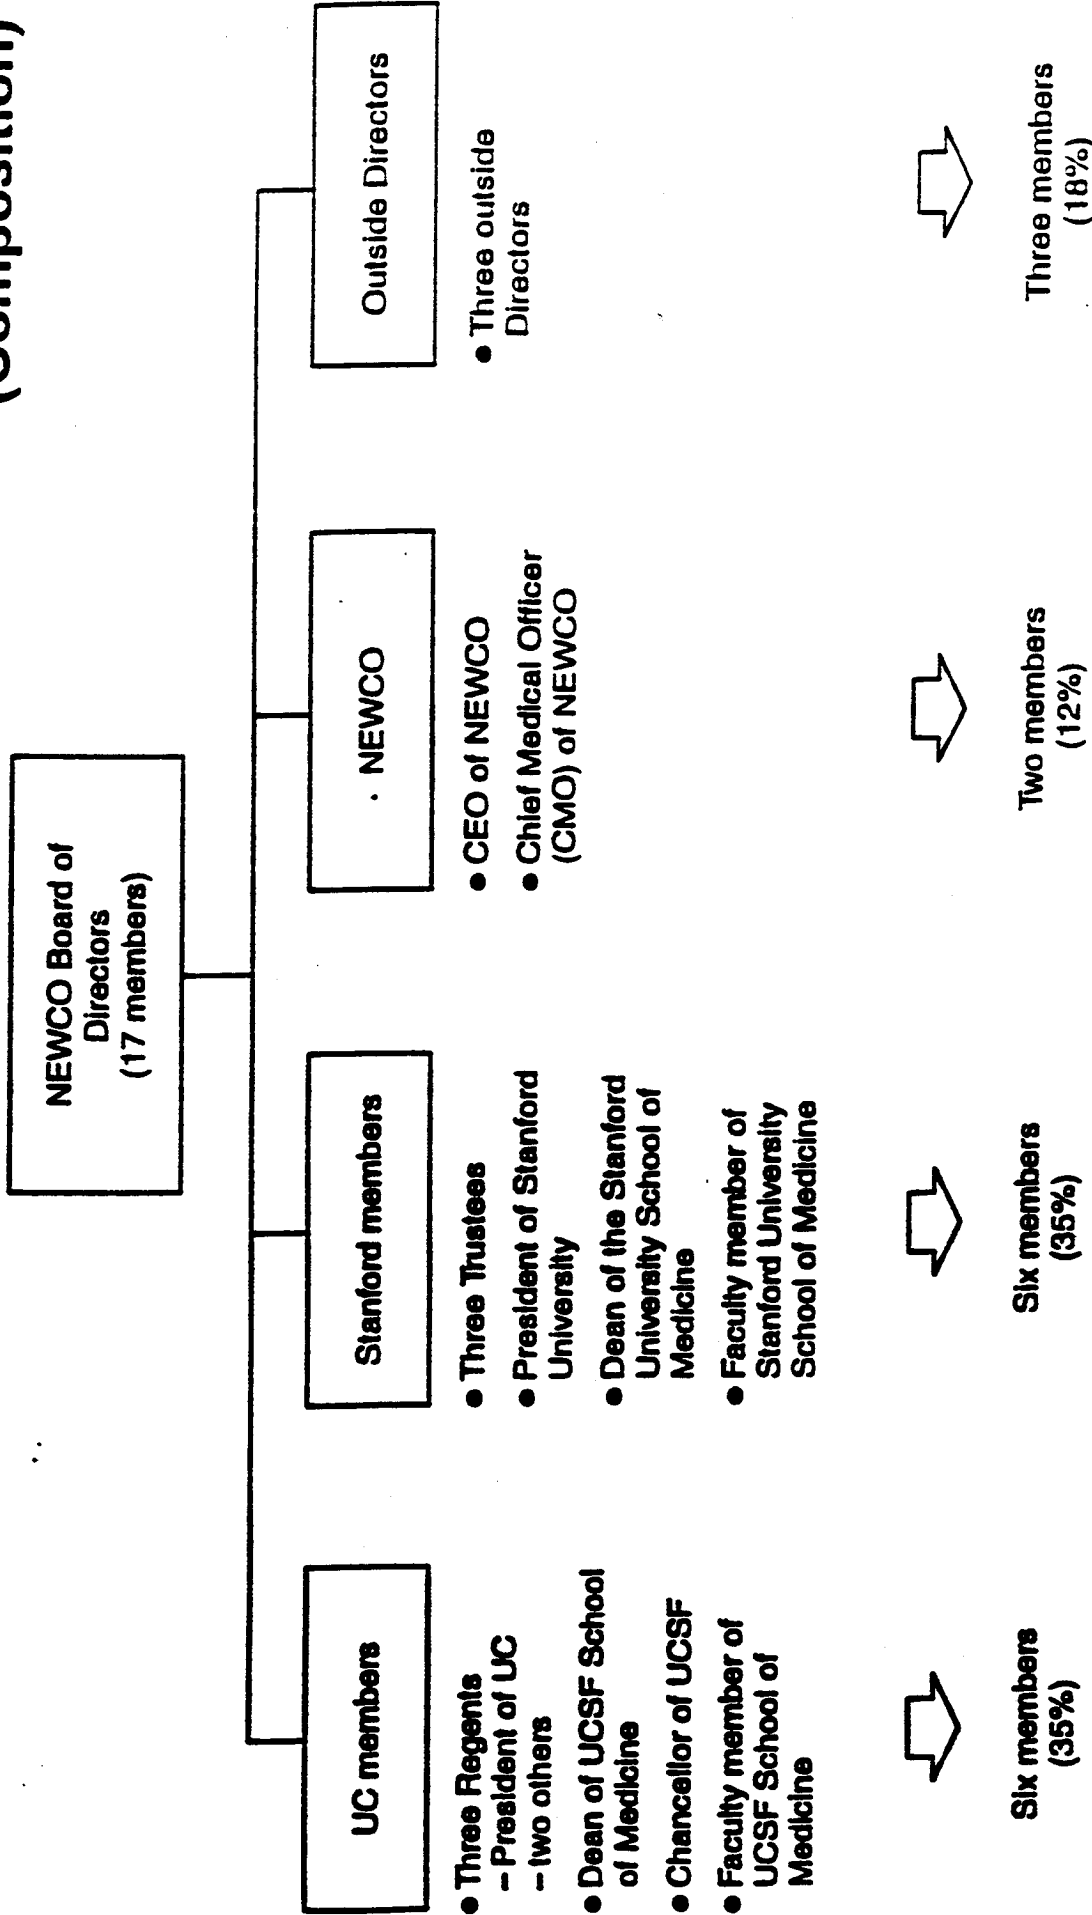 (Composition)
NEWCO Board of
Directors
(17 members)
UC members
● Three Regents
– President of UC
– two others
● Dean of UCSF School
of Medicine
● Chancellor of UCSF
● Faculty member of
UCSF School of
Medicine
Six members
(35%)
Stanford members
● Three Trustees
● President of Stanford
University
● Dean of the Stanford
University School of
Medicine
● Faculty member of
Stanford University
School of Medicine
Six members
(35%)
NEWCO
● CEO of NEWCO
● Chief Medical Officer
(CMO) of NEWCO
Two members
(12%)
Outside Directors
● Three outside
Directors
Three members
(18%)